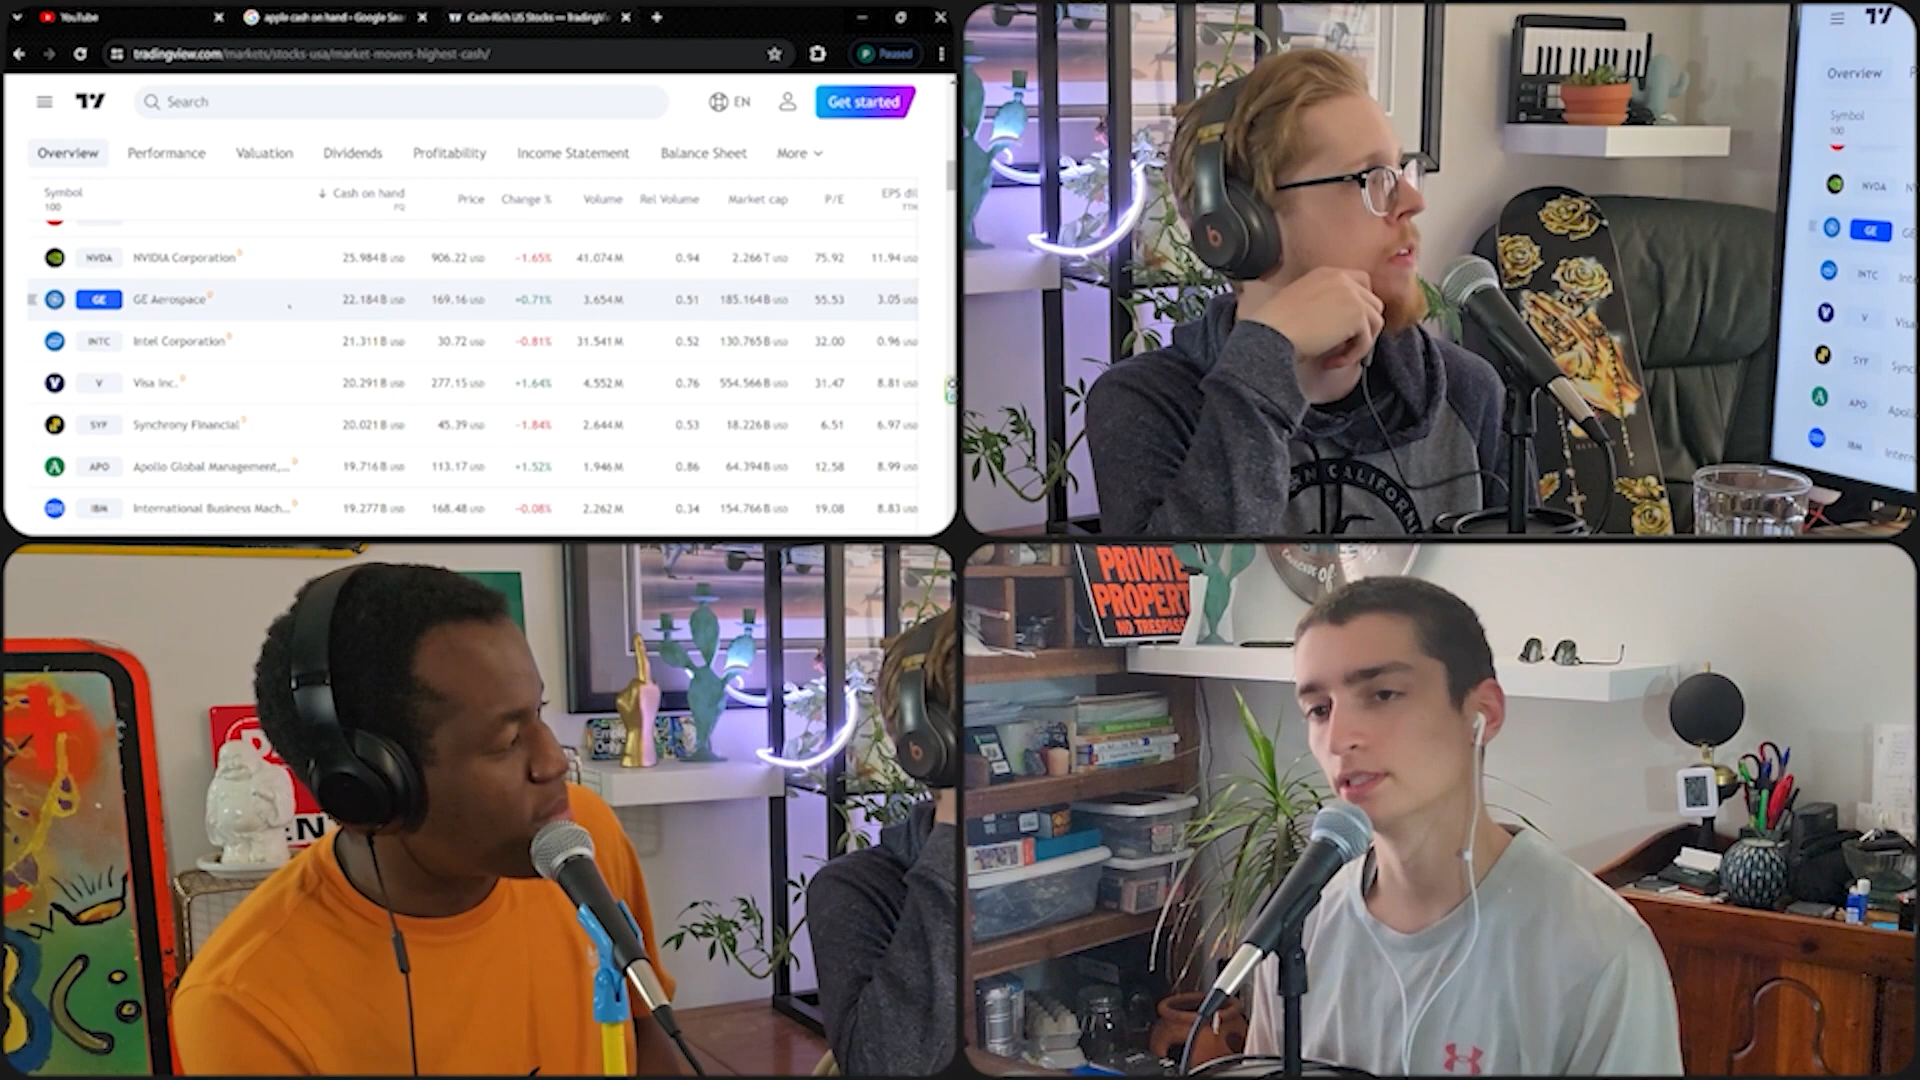 YouTube
apple cash on hand - Google Sea
Cash-Rich US Stocks — TradingVi
tradingview.com/markets/stocks-usa/market-movers-highest-cash/
P Paused
Search
EN
Get started
Overview Performance Valuation Dividends Profitability Income Statement Balance Sheet More
Symbol Cash on hand Price Change % Volume Rel Volume Market cap P/E EPS dil
100 FQ TTM
NVDA NVIDIA Corporation 25.984 B USD 906.22 USD −1.65% 41.074 M 0.94 2.266 T USD 75.92 11.94 USD
GE GE Aerospace 22.184 B USD 169.16 USD +0.71% 3.654 M 0.51 185.164 B USD 55.53 3.05 USD
INTC Intel Corporation 21.311 B USD 30.72 USD −0.81% 31.541 M 0.52 130.765 B USD 32.00 0.96 USD
V Visa Inc. 20.291 B USD 277.15 USD +1.64% 4.552 M 0.76 554.566 B USD 31.47 8.81 USD
SYF Synchrony Financial 20.021 B USD 45.39 USD −1.84% 2.644 M 0.53 18.226 B USD 6.51 6.97 USD
APO Apollo Global Management,... 19.716 B USD 113.17 USD +1.52% 1.946 M 0.86 64.394 B USD 12.58 8.99 USD
IBM International Business Mach... 19.277 B USD 168.48 USD −0.08% 2.262 M 0.34 154.766 B USD 19.08 8.83 USD
Overview
Symbol
100
NVDA
GE
INTC
V Visa
SYF Sync
APO Apollo
Intern
RN CALIFORN
PRIVATE
PROPERT
NO TRESPASS